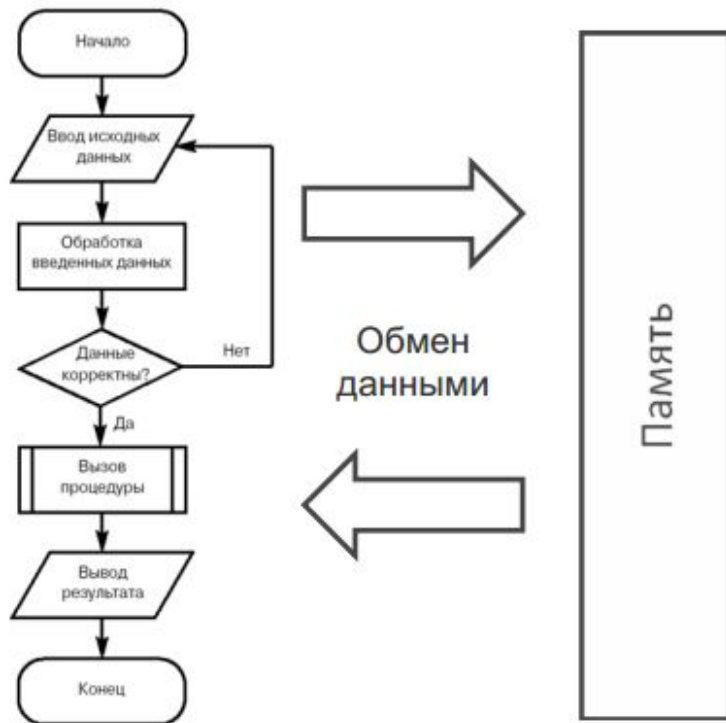 Начало
Ввод исходных
данных
Обработка
введенных данных
Данные
корректны?
Нет
Да
Вызов
процедуры
Вывод
результата
Конец
Обмен
данными
Память